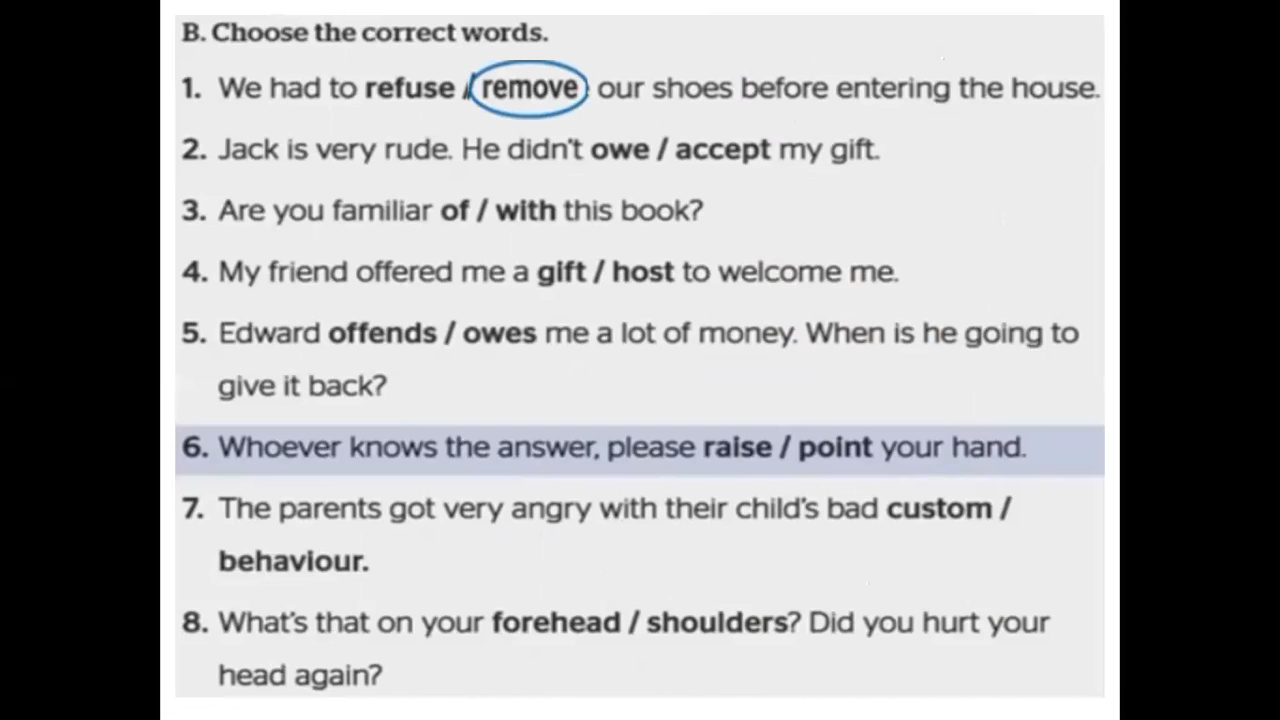 B. Choose the correct words.
1. We had to refuse / remove our shoes before entering the house.
2. Jack is very rude. He didn't owe / accept my gift.
3. Are you familiar of / with this book?
4. My friend offered me a gift / host to welcome me.
5. Edward offends / owes me a lot of money. When is he going to
give it back?
6. Whoever knows the answer, please raise / point your hand.
7. The parents got very angry with their child's bad custom /
behaviour.
8. What's that on your forehead / shoulders? Did you hurt your
head again?